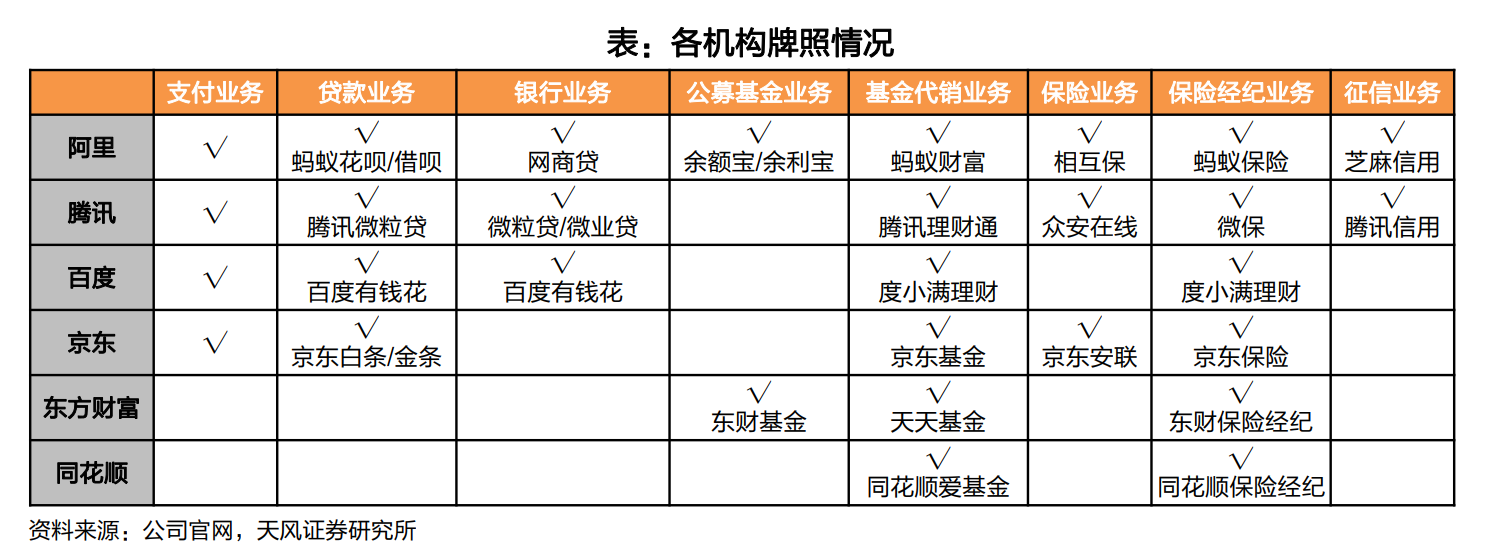 表：各机构牌照情况
支付业务 贷款业务 银行业务 公募基金业务 基金代销业务 保险业务 保险经纪业务 征信业务
阿里 √ √ √ √ √ √ √ √
蚂蚁花呗/借呗 网商贷 余额宝/余利宝 蚂蚁财富 相互保 蚂蚁保险 芝麻信用
腾讯 √ √ √ √ √ √ √
腾讯微粒贷 微粒贷/微业贷 腾讯理财通 众安在线 微保 腾讯信用
百度 √ √ √ √ √
百度有钱花 百度有钱花 度小满理财 度小满理财
京东 √ √ √ √ √
京东白条/金条 京东基金 京东安联 京东保险
东方财富 √ √ √
东财基金 天天基金 东财保险经纪
同花顺 √ √
同花顺爱基金 同花顺保险经纪
资料来源：公司官网，天风证券研究所